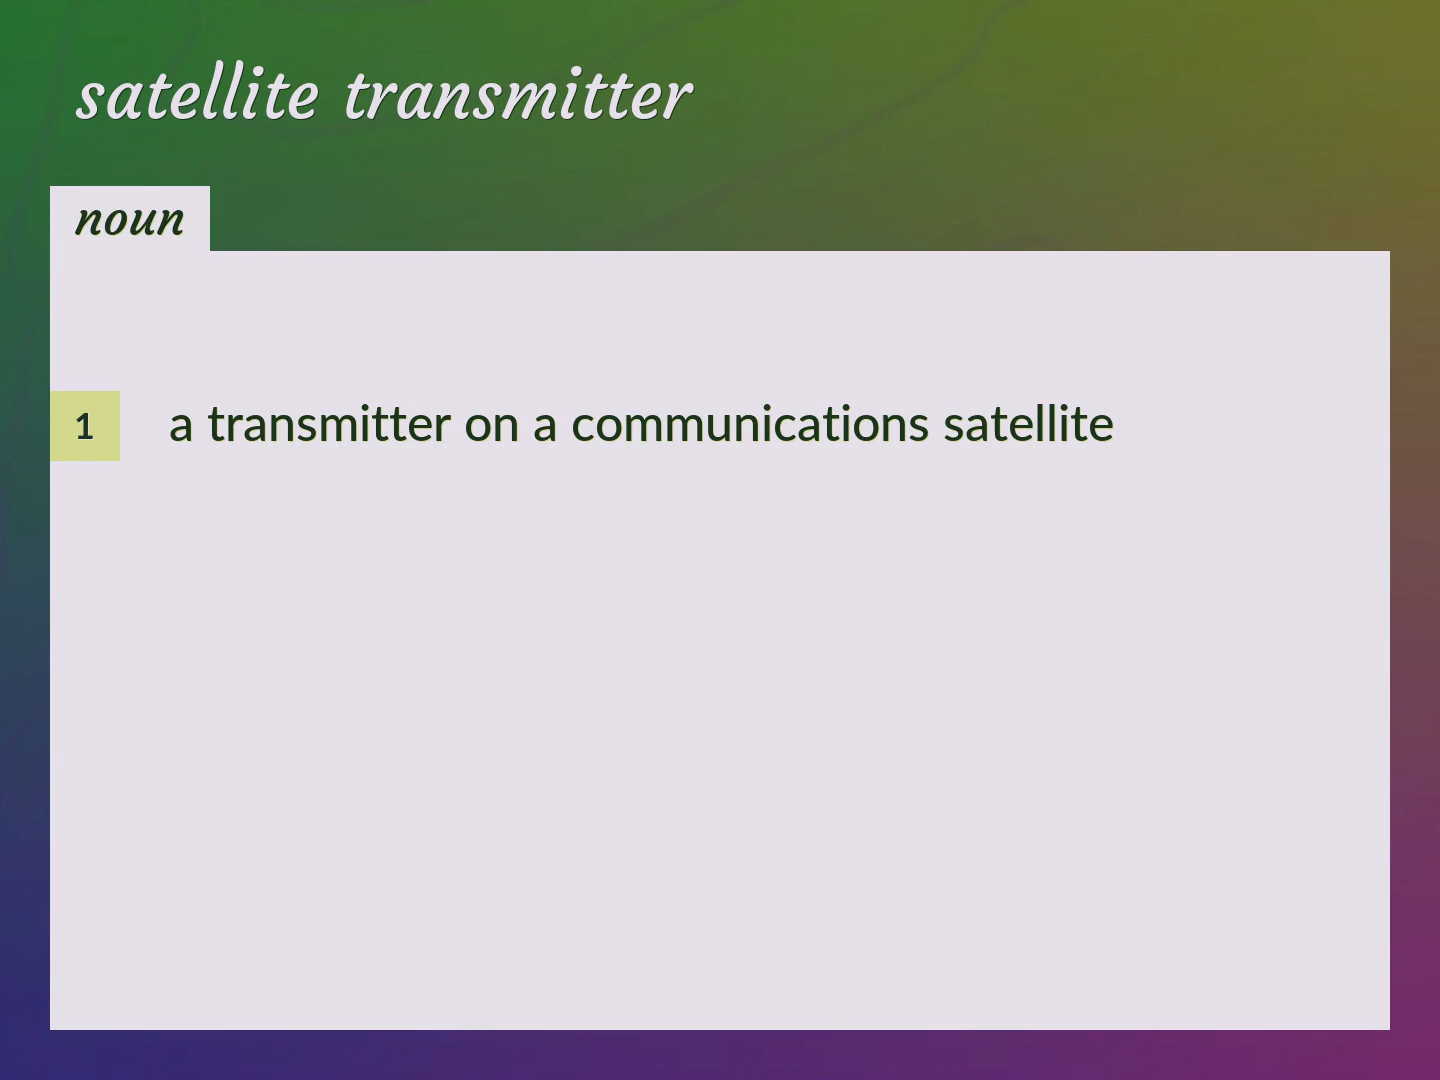 satellite transmitter
noun
1 a transmitter on a communications satellite